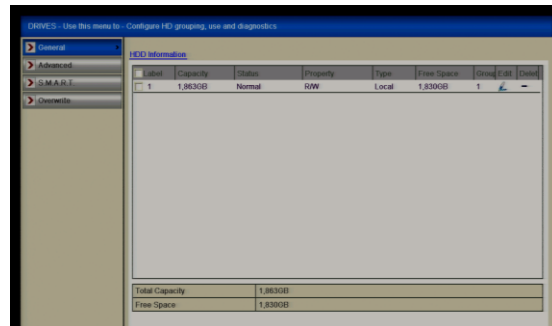 DRIVES - Use this menu to - Configure HD grouping, use and diagnostics
General
Advanced
S.M.A.R.T.
Overwrite
HDD Information
Label Capacity Status Property Type Free Space Grou Edit Delet
1 1,863GB Normal R/W Local 1,830GB 1 –
Total Capacity 1,863GB
Free Space 1,830GB